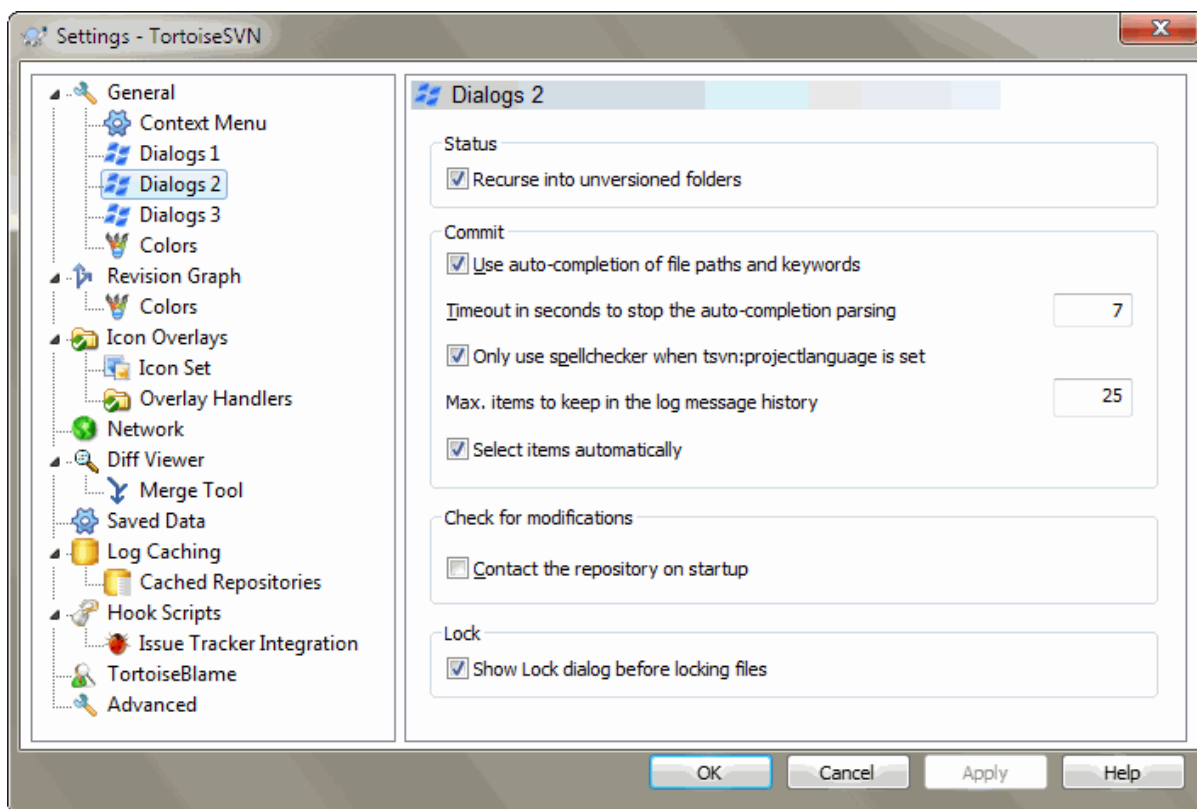 Settings - TortoiseSVN
X
General
Context Menu
Dialogs 1
Dialogs 2
Dialogs 3
Colors
Revision Graph
Colors
Icon Overlays
Icon Set
Overlay Handlers
Network
Diff Viewer
Merge Tool
Saved Data
Log Caching
Cached Repositories
Hook Scripts
Issue Tracker Integration
TortoiseBlame
Advanced
Dialogs 2
Status
Recurse into unversioned folders
Commit
Use auto-completion of file paths and keywords
Timeout in seconds to stop the auto-completion parsing 7
Only use spellchecker when tsvn:projectlanguage is set
Max. items to keep in the log message history 25
Select items automatically
Check for modifications
Contact the repository on startup
Lock
Show Lock dialog before locking files
OK Cancel Apply Help